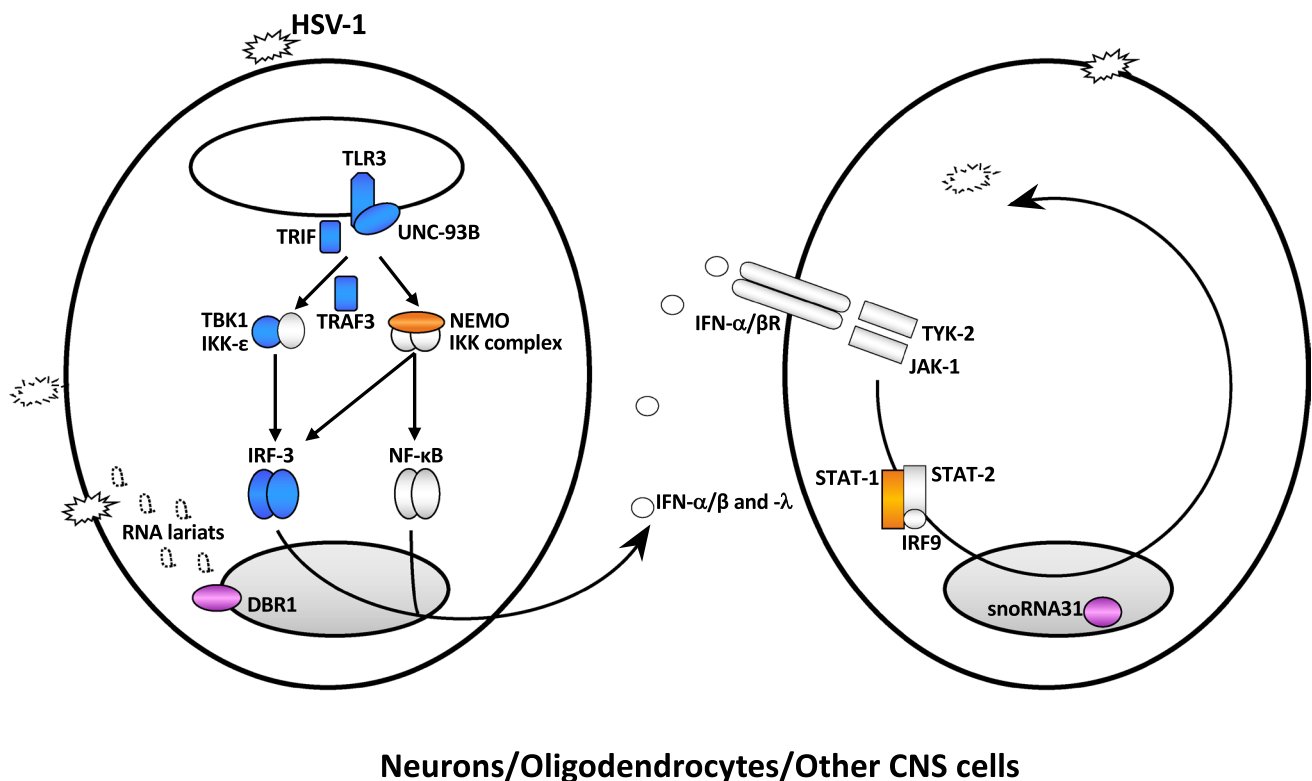 HSV-1
TLR3
TRIF
UNC-93B
TRAF3
TBK1
IKK-ε
NEMO
IKK complex
IRF-3
NF-κB
RNA lariats
DBR1
IFN-α/β and -λ
IFN-α/βR
TYK-2
JAK-1
STAT-1
STAT-2
IRF9
snoRNA31
Neurons/Oligodendrocytes/Other CNS cells